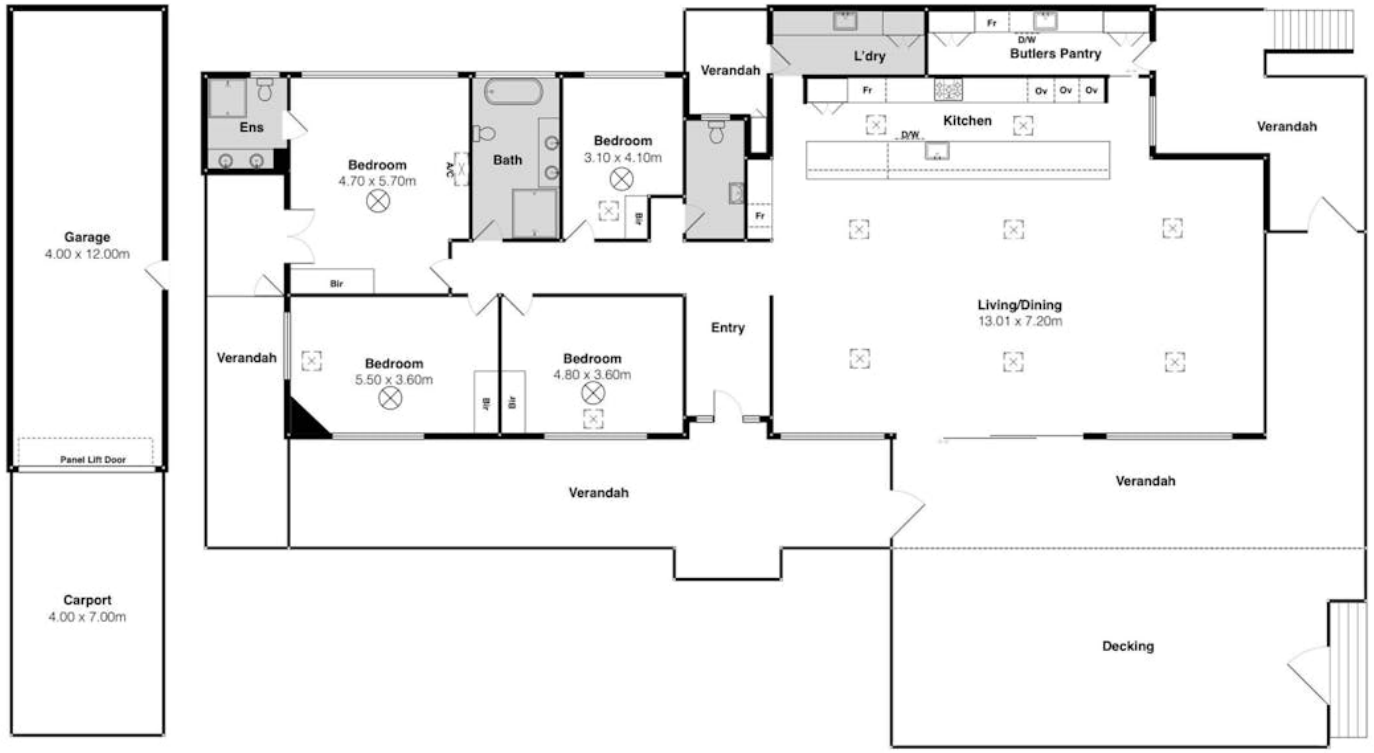 Fr
D/W
Butlers Pantry
L'dry
Verandah
Fr
Ov
Ov
Ov
Kitchen
D/W
Verandah
Ens
Bedroom
4.70 x 5.70m
A/C
Bath
Bedroom
3.10 x 4.10m
Bir
Fr
Garage
4.00 x 12.00m
Bir
Living/Dining
13.01 x 7.20m
Entry
Verandah
Bedroom
5.50 x 3.60m
Bir
Bir
Bedroom
4.80 x 3.60m
Panel Lift Door
Verandah
Verandah
Carport
4.00 x 7.00m
Decking